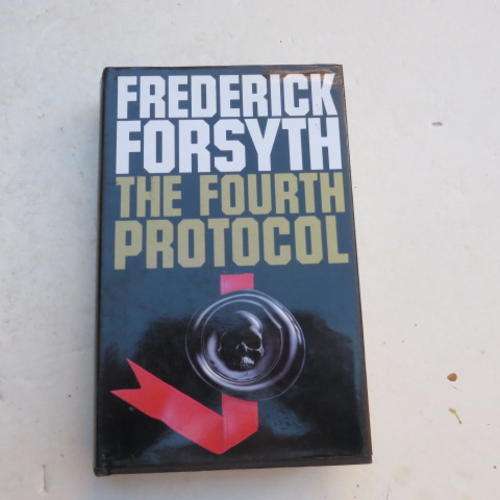 FREDERICK
FORSYTH
THE FOURTH
PROTOCOL